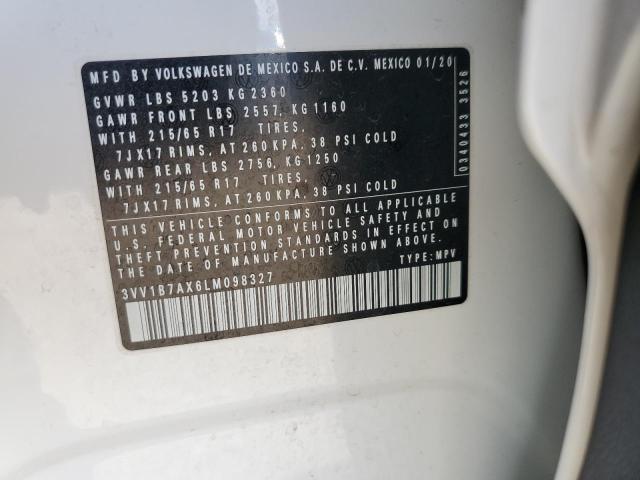 MFD BY VOLKSWAGEN DE MEXICO S.A. DE C.V. MEXICO 01/20
GVWR LBS 5203 KG 2360
GAWR FRONT LBS 2557, KG 1160
WITH 215/65 R17 TIRES.
7JX17 RIMS, AT 260 KPA, 38 PSI COLD
GAWR REAR LBS 2756, KG 1250
WITH 215/65 R17 TIRES.
7JX17 RIMS, AT 260 KPA, 38 PSI COLD
THIS VEHICLE CONFORMS TO ALL APPLICABLE
U.S. FEDERAL MOTOR VEHICLE SAFETY AND
THEFT PREVENTION STANDARDS IN EFFECT ON
THE DATE OF MANUFACTURE SHOWN ABOVE.
3VV1B7AX6LM098327 TYPE: MPV
0340433 3526